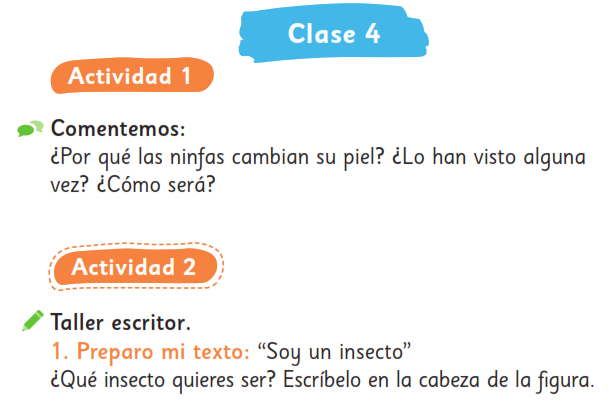 Clase 4
Actividad 1
Comentemos:
¿Por qué las ninfas cambian su piel? ¿Lo han visto alguna
vez? ¿Cómo será?
Actividad 2
Taller escritor.
1. Preparo mi texto: “Soy un insecto”
¿Qué insecto quieres ser? Escríbelo en la cabeza de la figura.